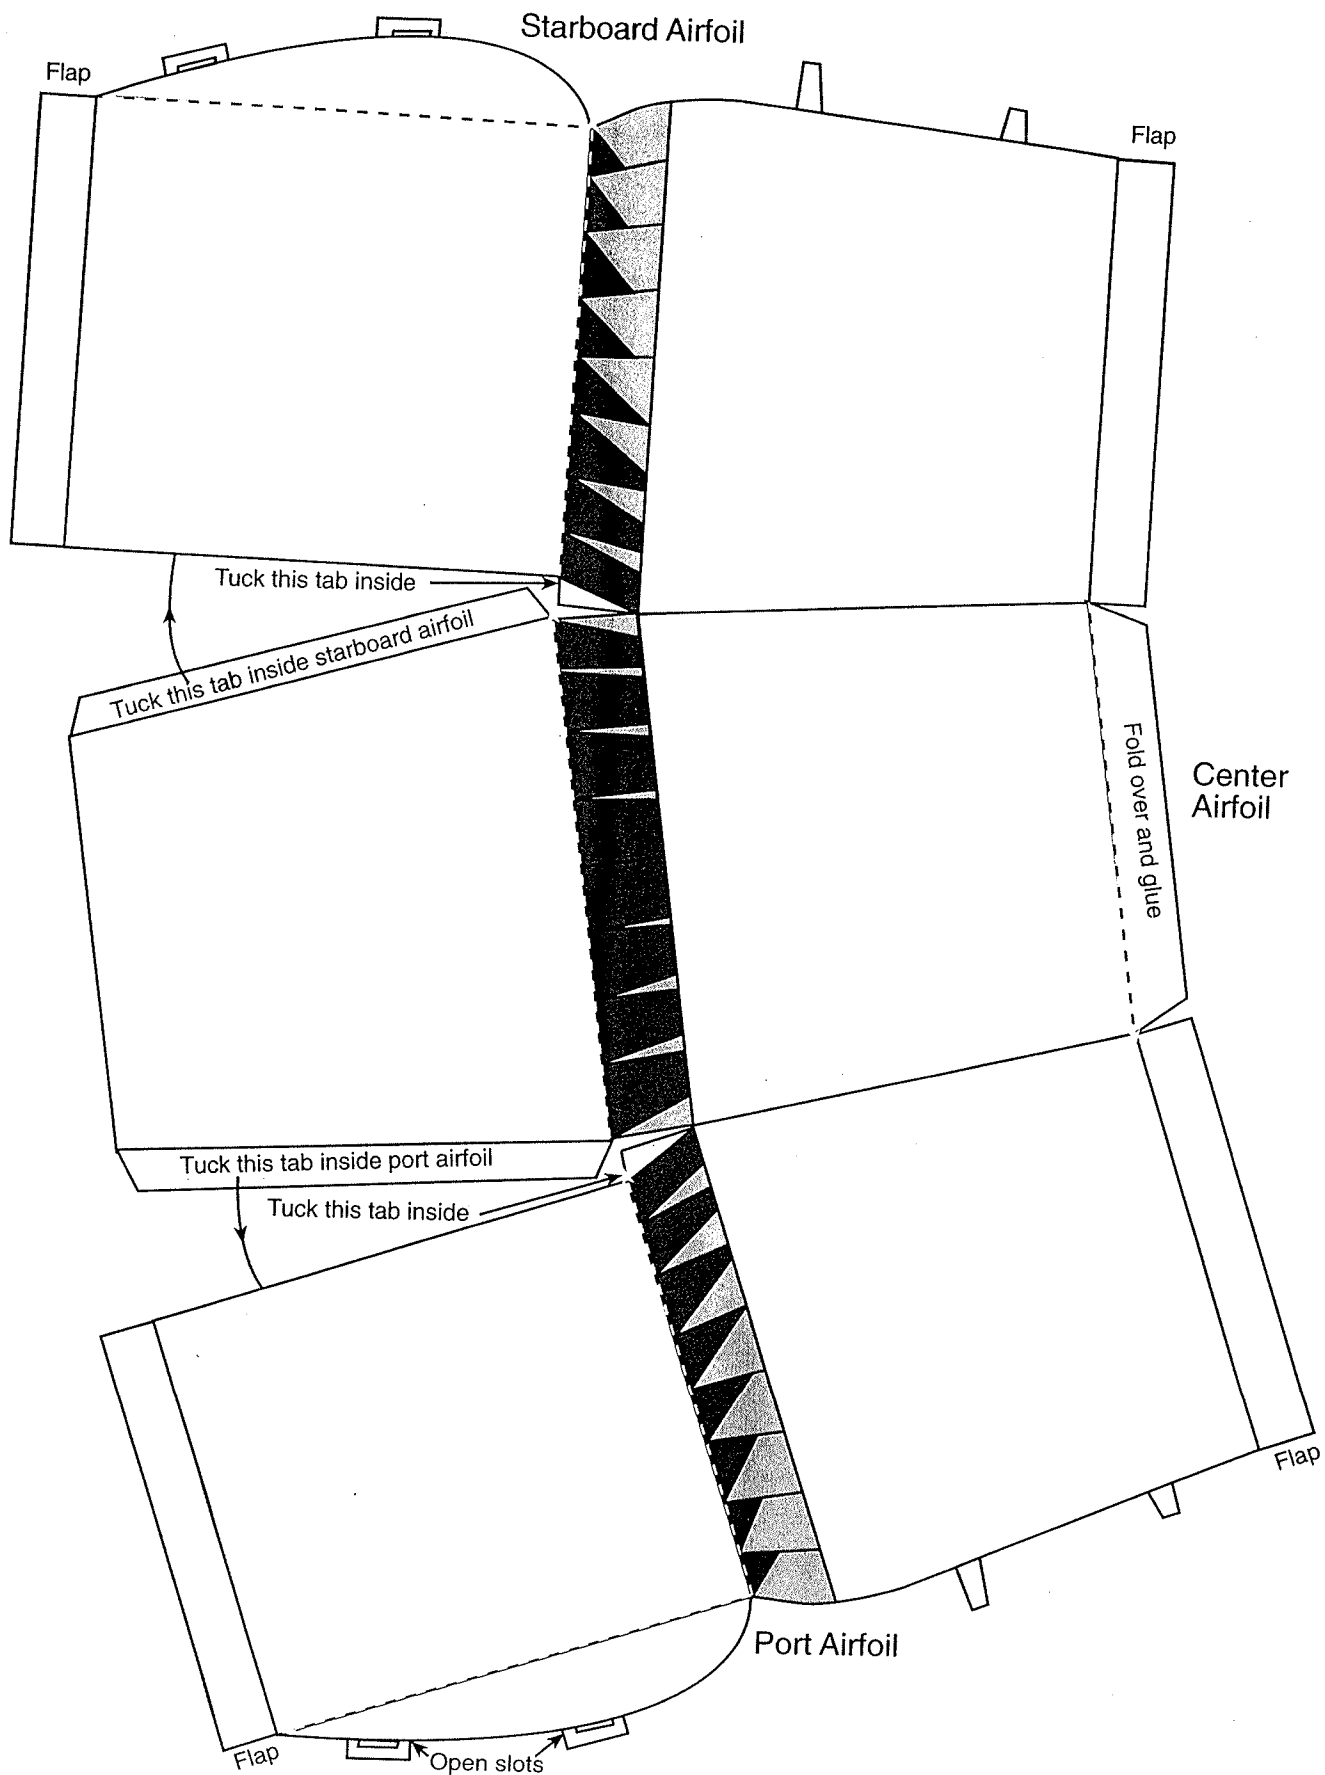 Starboard Airfoil
Flap
Flap
Tuck this tab inside
Tuck this tab inside starboard airfoil
Fold over and glue
Center
Airfoil
Tuck this tab inside port airfoil
Tuck this tab inside
Flap
Port Airfoil
Flap
Open slots